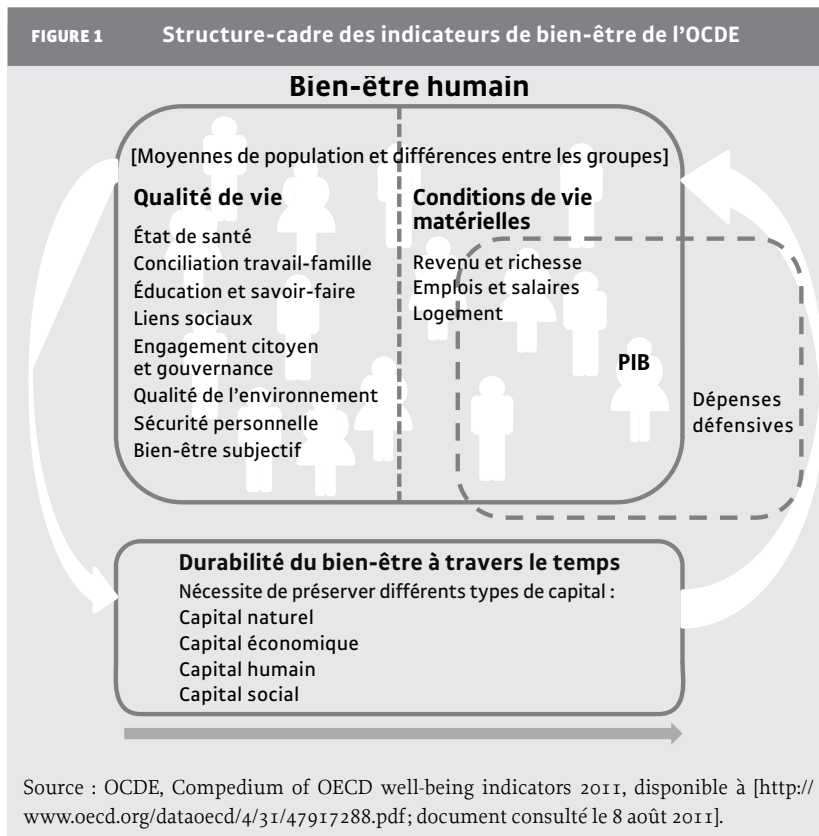 FIGURE 1 Structure-cadre des indicateurs de bien-être de l’OCDE
Bien-être humain
[Moyennes de population et différences entre les groupes]
Qualité de vie
État de santé
Conciliation travail-famille
Éducation et savoir-faire
Liens sociaux
Engagement citoyen
et gouvernance
Qualité de l’environnement
Sécurité personnelle
Bien-être subjectif
Conditions de vie
matérielles
Revenu et richesse
Emplois et salaires
Logement
PIB
Dépenses
défensives
Durabilité du bien-être à travers le temps
Nécessite de préserver différents types de capital :
Capital naturel
Capital économique
Capital humain
Capital social
Source : OCDE, Compedium of OECD well-being indicators 2011, disponible à [http://
www.oecd.org/dataoecd/4/31/47917288.pdf; document consulté le 8 août 2011].